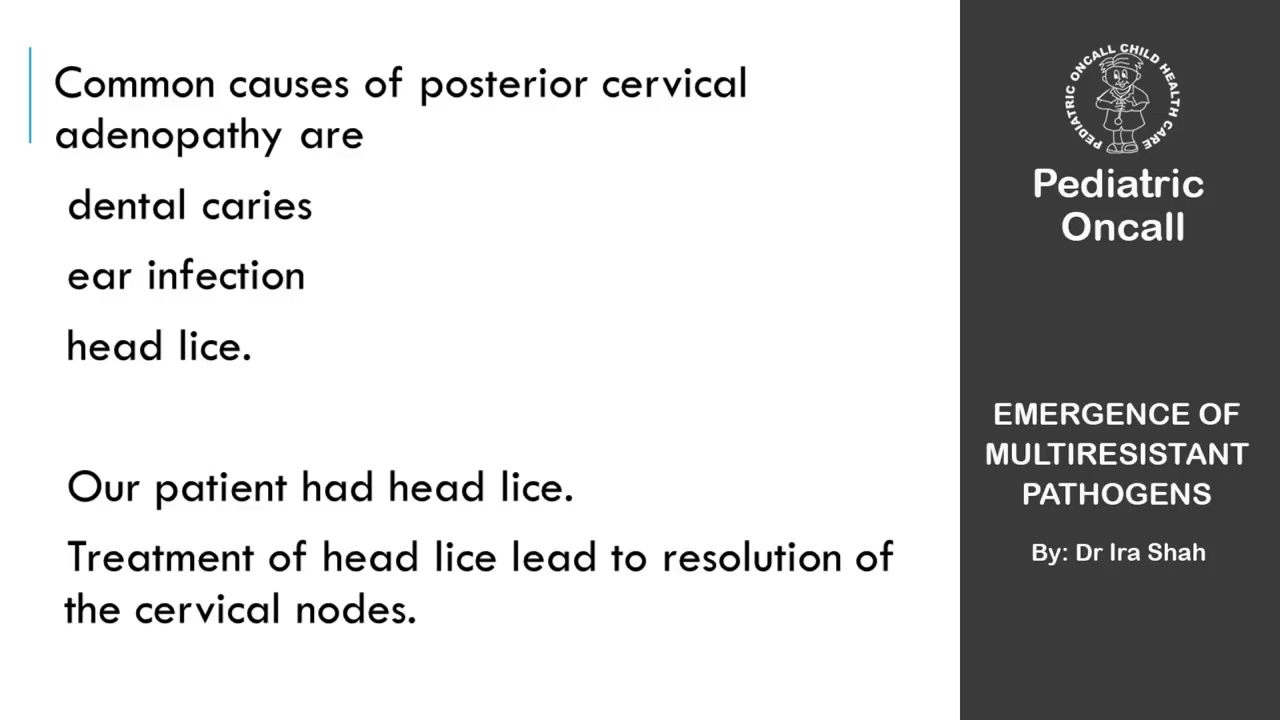 Common causes of posterior cervical
adenopathy are
dental caries
ear infection
head lice.
Our patient had head lice.
Treatment of head lice lead to resolution of
the cervical nodes.
PEDIATRIC ONCALL CHILD HEALTH CARE
Pediatric
Oncall
EMERGENCE OF
MULTIRESISTANT
PATHOGENS
By: Dr Ira Shah